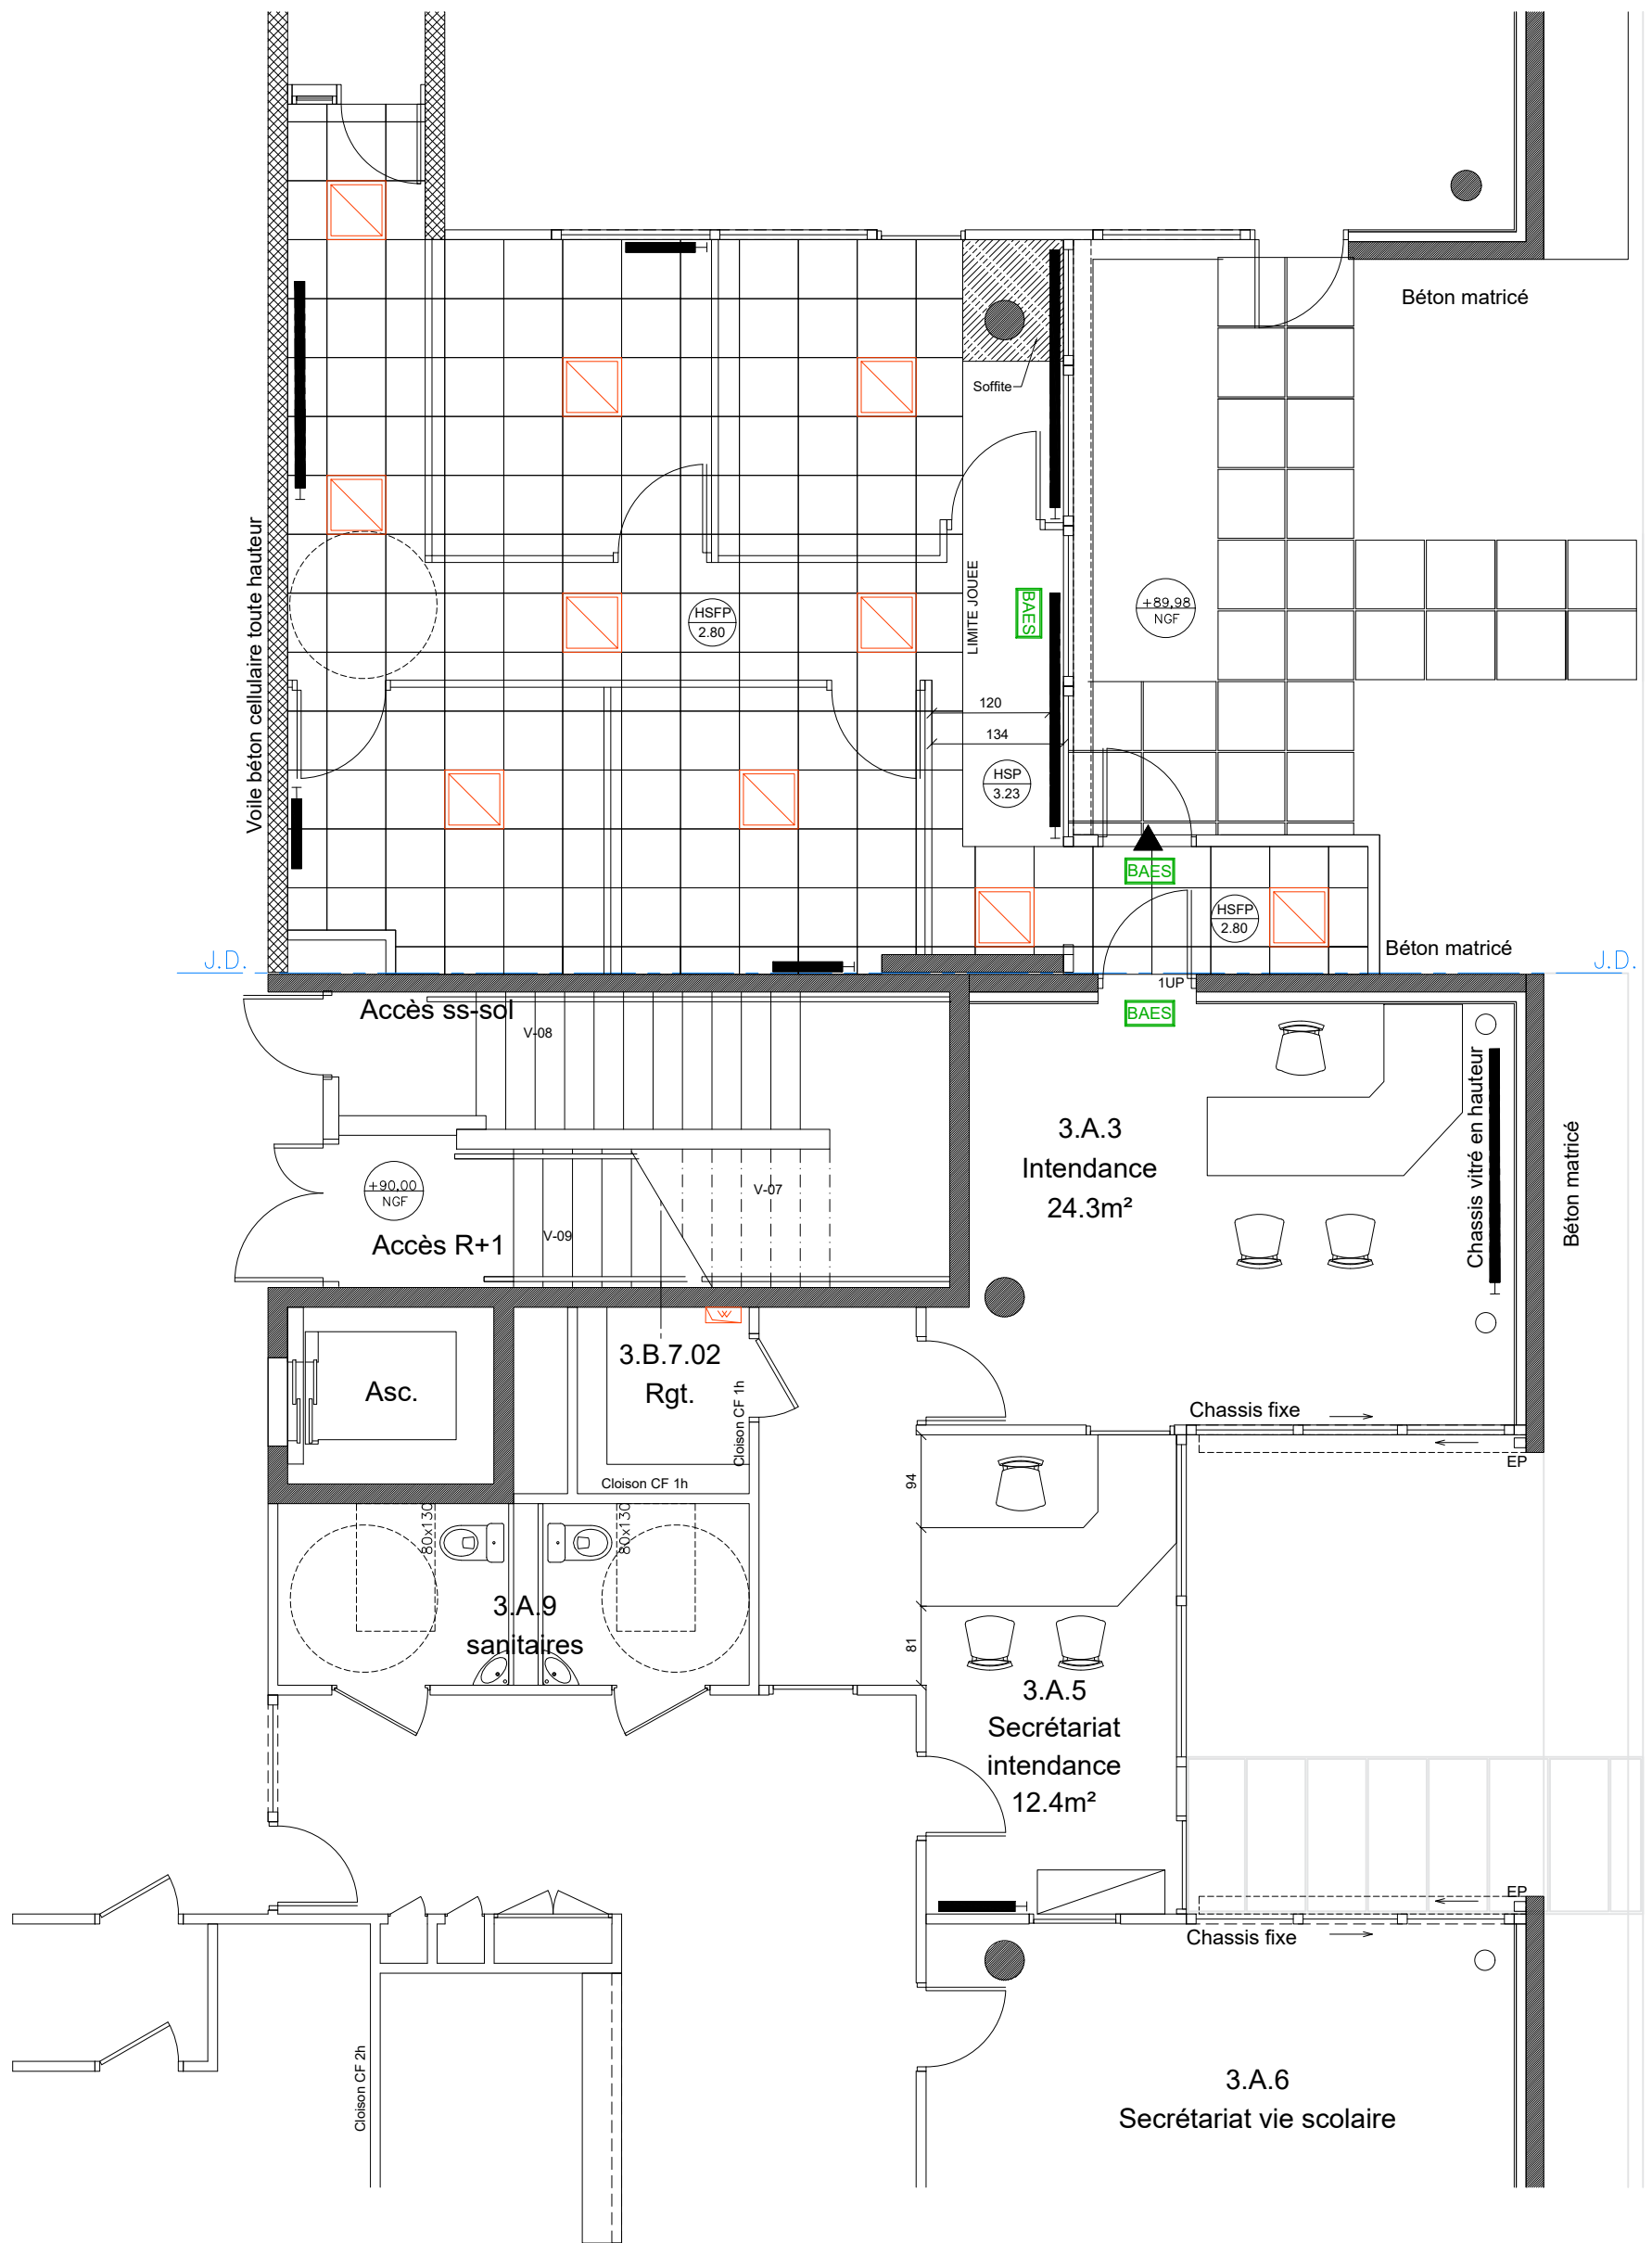 Béton matricé
Soffite
Voile béton cellulaire toute hauteur
LIMITE JOUEE
BAES
HSFP
2.80
+89,98
NGF
120
134
HSP
3.23
BAES
HSFP
2.80
Béton matricé
J.D.
J.D.
1UP
BAES
Accès ss-sol
V-08
Chassis vitré en hauteur
Béton matricé
3.A.3
Intendance
24.3m²
+90,00
NGF
V-07
V-09
Accès R+1
W
3.B.7.02
Rgt.
Asc.
Cloison CF 1h
Cloison CF 1h
Chassis fixe
EP
94
80x130
80x130
3.A.9
sanitaires
81
3.A.5
Secrétariat
intendance
12.4m²
EP
Chassis fixe
Cloison CF 2h
3.A.6
Secrétariat vie scolaire